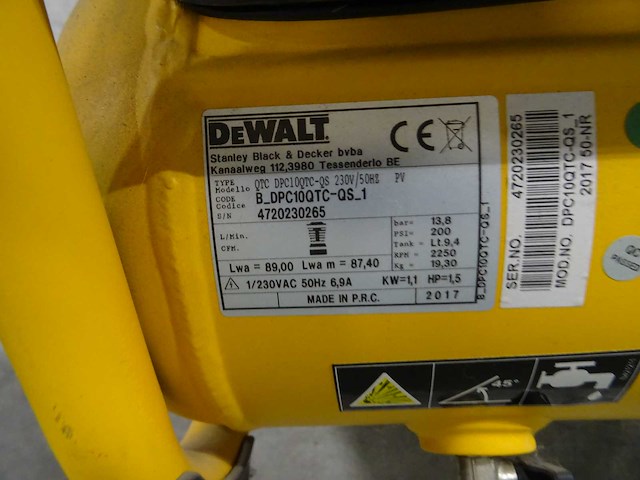 DEWALT
CE
Stanley Black & Decker bvba
Kanaalweg 112,3980 Tessenderlo BE
TYPE Modello QTC DPC10QTC-QS 230V/50HZ PV
CODE Codice B_DPC10QTC-QS_1
S/N 4720230265
L/Min.
CFM.
bar= 13,8
PSI= 200
Tank = Lt.9,4
RPM = 2250
Kg = 19,30
Lwa = 89,00 Lwa m = 87,40
1/230VAC 50Hz 6,9A KW=1,1 HP=1,5
MADE IN P.R.C. 2017
B_DPC10QTC-QS_1
SER.NO. 4720230265
MOD.NO. DPC10QTC-QS_1
2017 50-NR
QC
45°